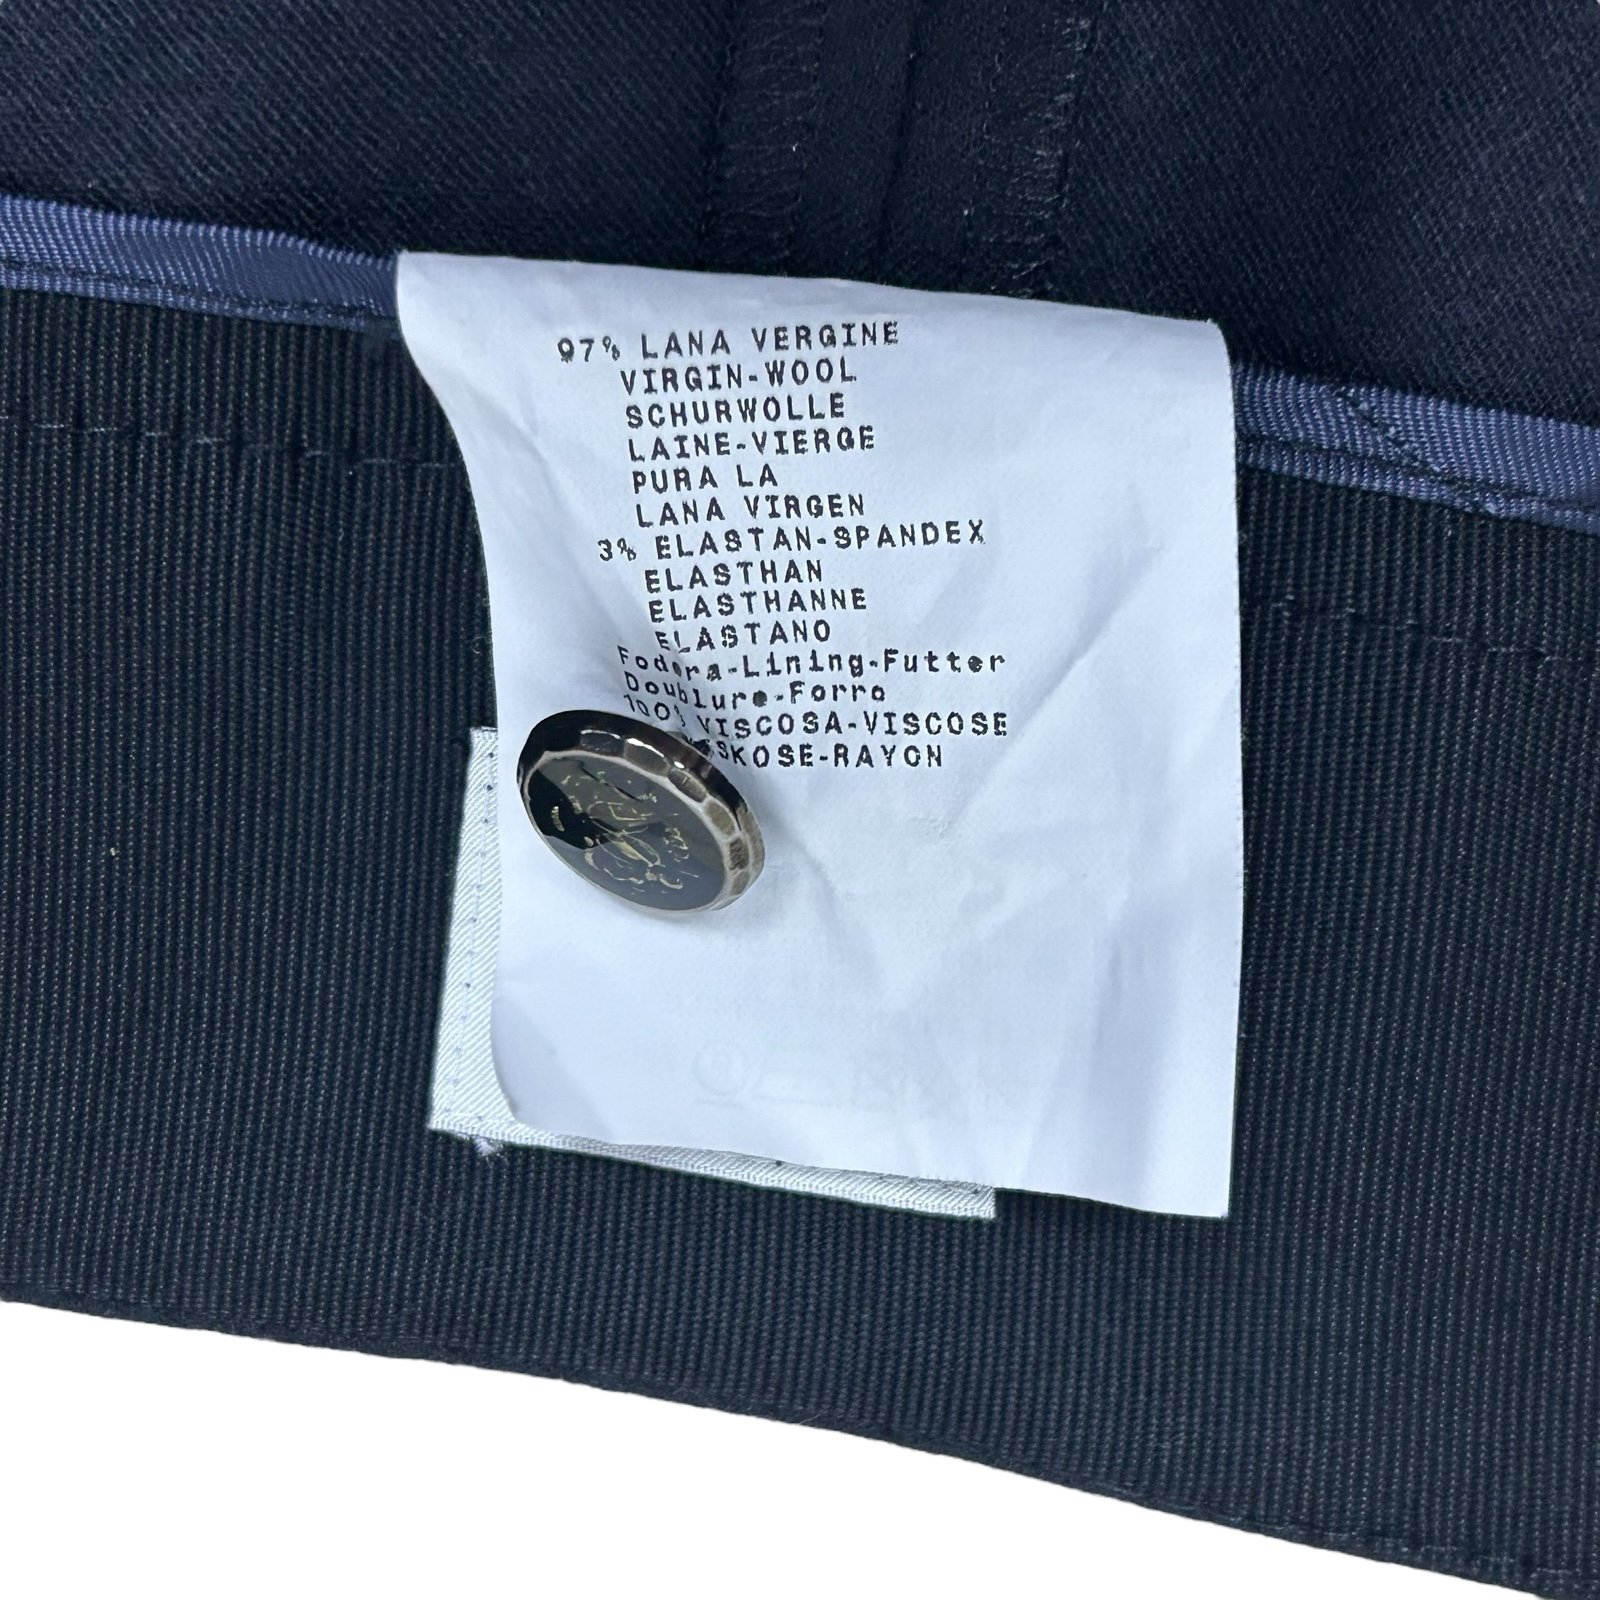 97% LANA VERGINE
VIRGIN-WOOL
SCHURWOLLE
LAINE-VIERGE
PURA LA
LANA VIRGEN
3% ELASTAN-SPANDEX
ELASTHAN
ELASTHANNE
ELASTANO
Fodera-Lining-Futter
Doublure-Forro
100% VISCOSA-VISCOSE
VISKOSE-RAYON